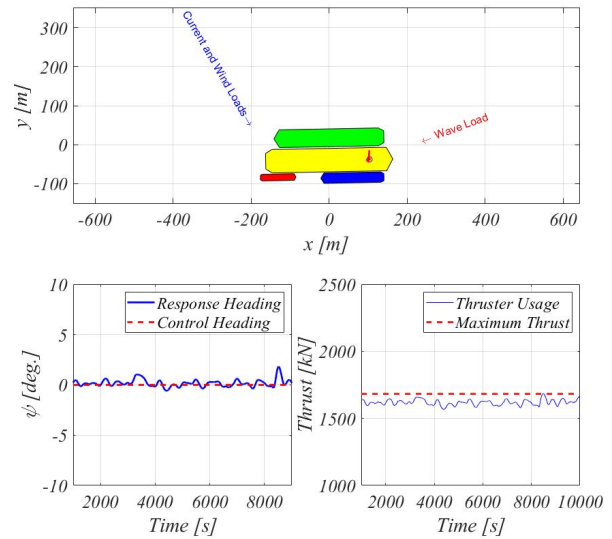 300
200
100
0
-100
y [m]
Current and Wind Loads→
← Wave Load
-600 -400 -200 0 200 400 600
x [m]
10
5
0
-5
-10
ψ [deg.]
Response Heading
Control Heading
2000 4000 6000 8000
Time [s]
2500
2000
1500
1000
Thrust [kN]
Thruster Usage
Maximum Thrust
2000 4000 6000 8000 10000
Time [s]